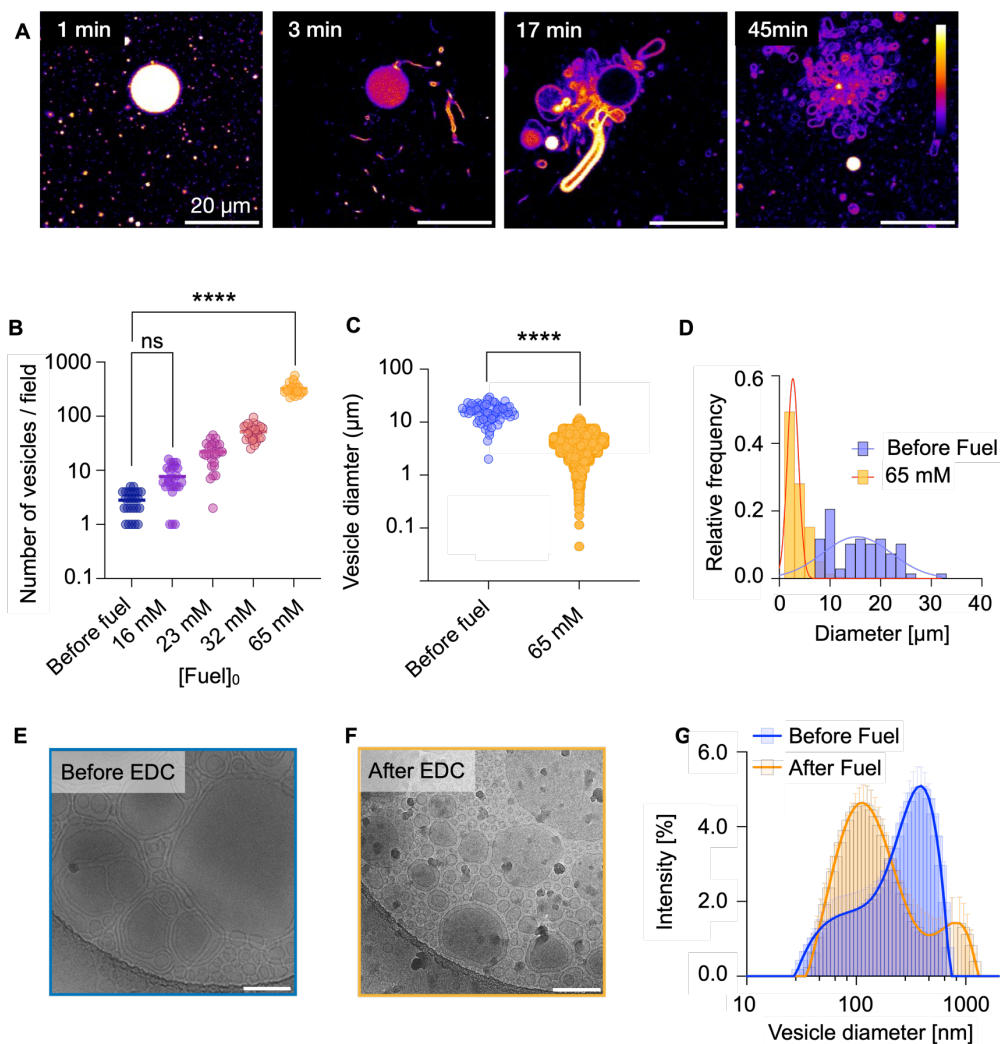 A
1 min
3 min
17 min
45min
20 µm
B
****
ns
1000
100
10
1
0.1
Number of vesicles / field
Before fuel
16 mM
23 mM
32 mM
65 mM
[Fuel]₀
C
****
100
10
1
0.1
Vesicle diamter (µm)
Before fuel
65 mM
D
0.6
0.4
0.2
0.0
Relative frequency
Before Fuel
65 mM
0
10
20
30
40
Diameter [µm]
E
Before EDC
F
After EDC
G
Before Fuel
After Fuel
6.0
4.0
2.0
0.0
Intensity [%]
10
100
1000
Vesicle diameter [nm]